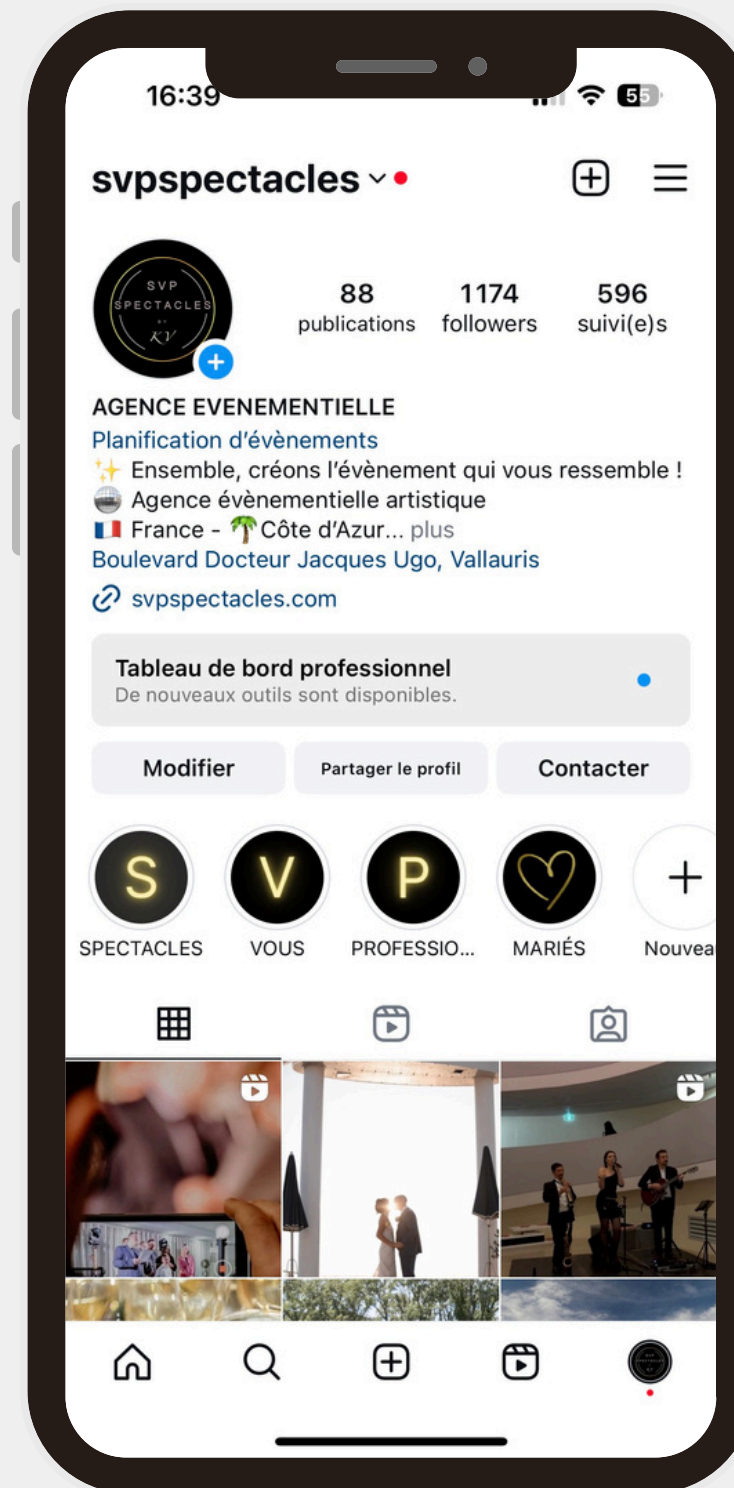 16:39
55
svpspectacles
88
publications
1174
followers
596
suivi(e)s
SVP
SPECTACLES
BY
KV
AGENCE EVENEMENTIELLE
Planification d'évènements
✨ Ensemble, créons l'évènement qui vous ressemble !
🪩 Agence évènementielle artistique
🇫🇷 France - 🌴Côte d'Azur... plus
Boulevard Docteur Jacques Ugo, Vallauris
svpspectacles.com
Tableau de bord professionnel
De nouveaux outils sont disponibles.
Modifier
Partager le profil
Contacter
S
V
P
SPECTACLES
VOUS
PROFESSIO...
MARIÉS
Nouveau